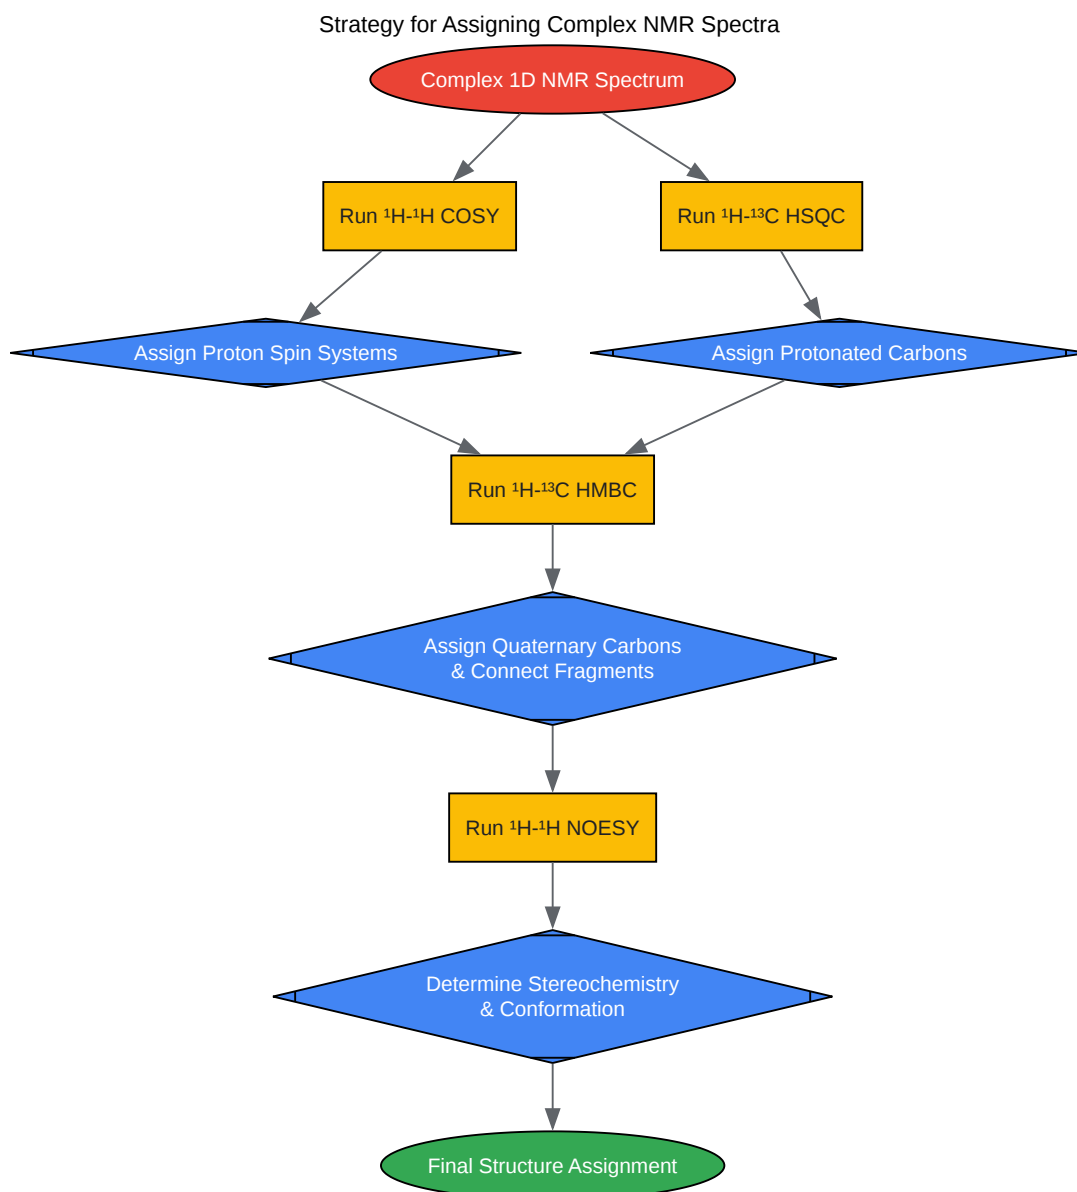 Strategy for Assigning Complex NMR Spectra
Complex 1D NMR Spectrum
Run ¹H-¹H COSY
Run ¹H-¹³C HSQC
Assign Proton Spin Systems
Assign Protonated Carbons
Run ¹H-¹³C HMBC
Assign Quaternary Carbons
& Connect Fragments
Run ¹H-¹H NOESY
Determine Stereochemistry
& Conformation
Final Structure Assignment